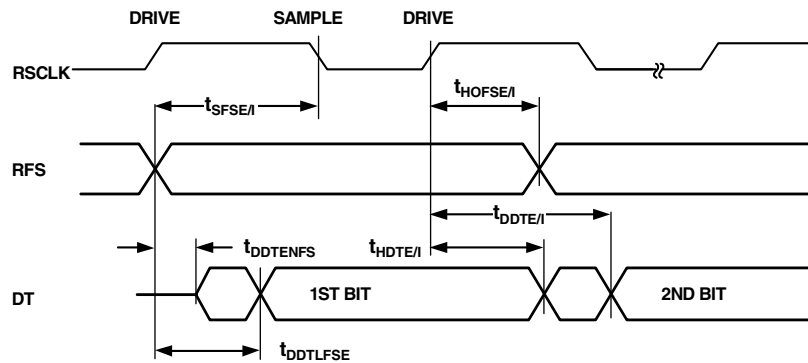 DRIVE SAMPLE DRIVE
RSCLK
tSFSE/I tHOFSE/I
RFS
tDDTE/I
tDDTENFS tHDTE/I
DT 1ST BIT 2ND BIT
tDDTLFSE